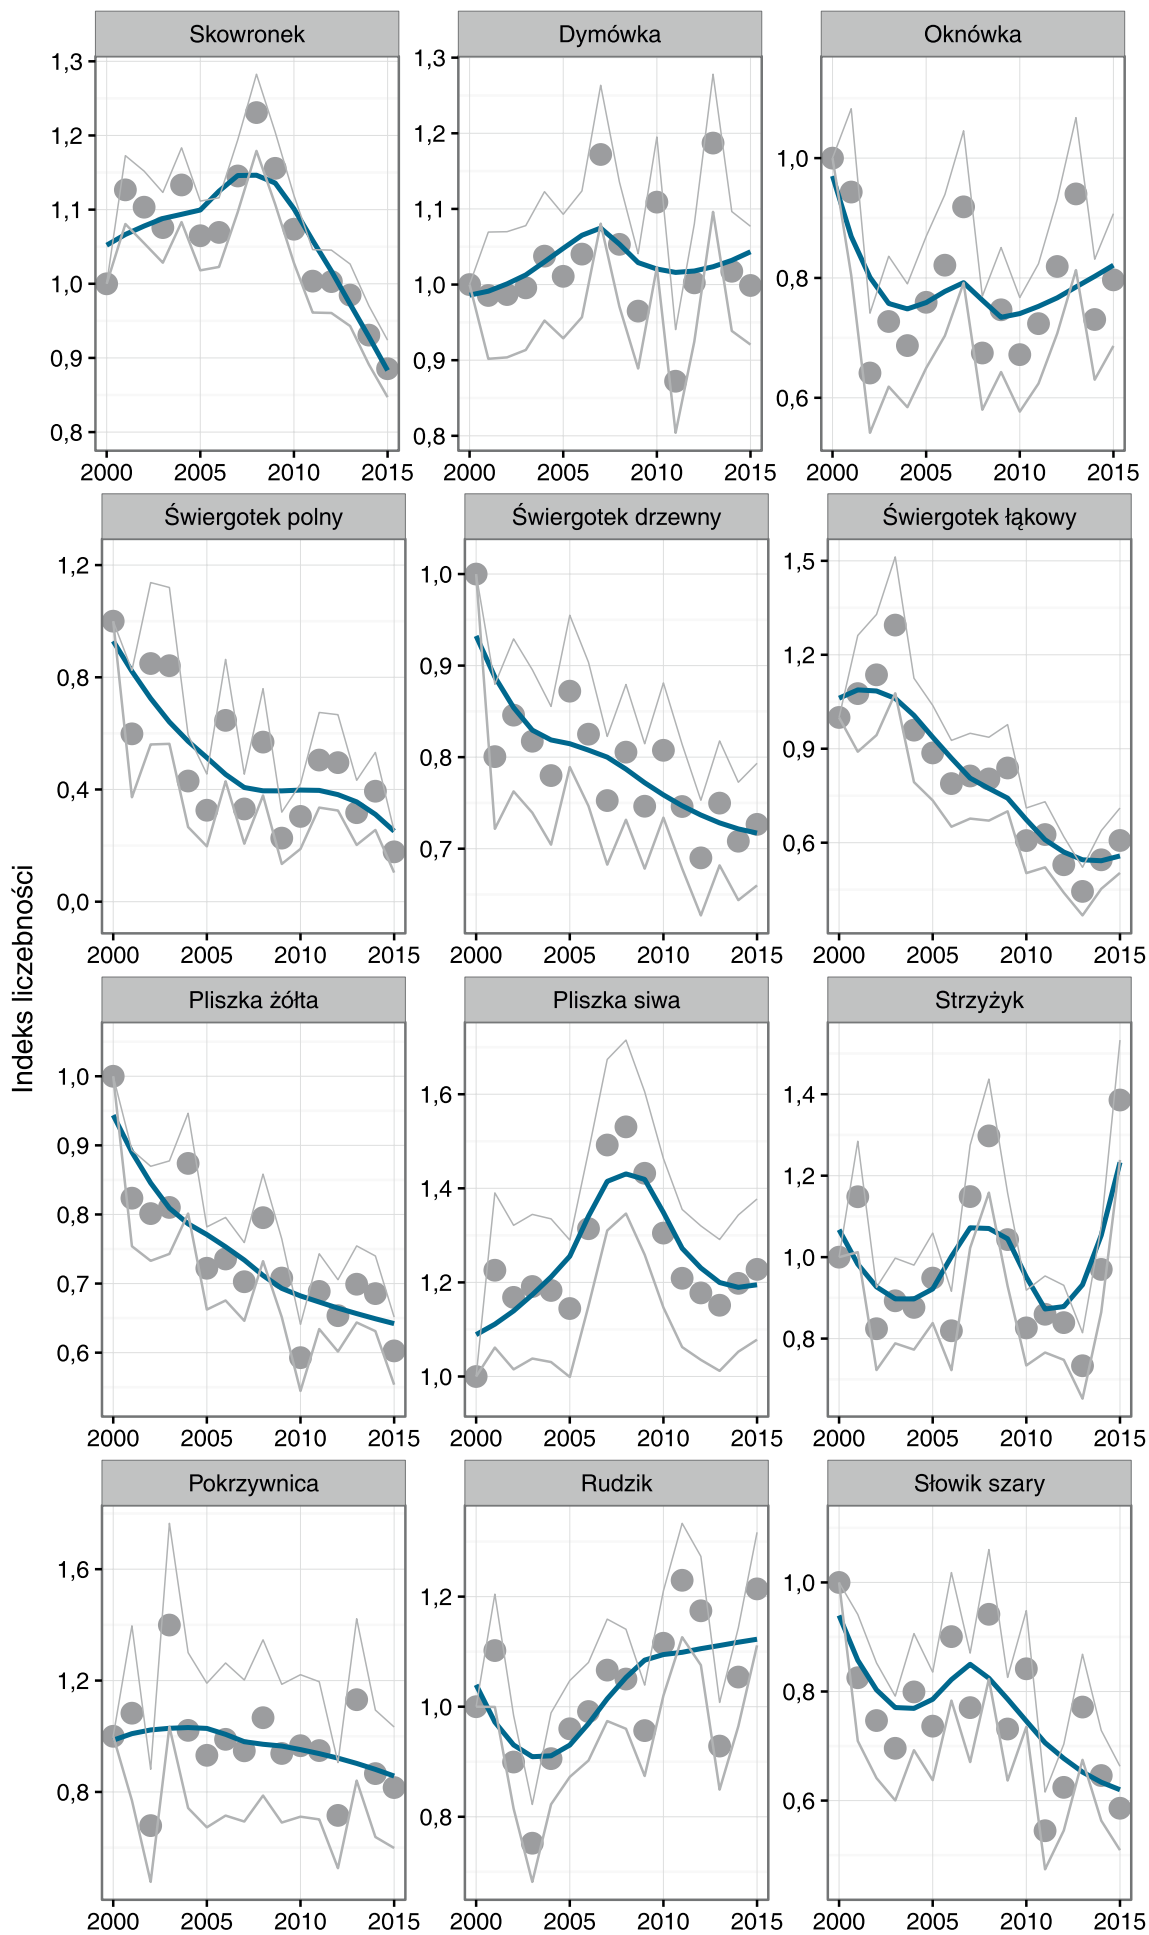 Skowronek
Dymówka
Oknówka
1,3
1,2
1,1
1,0
0,9
0,8
1,3
1,2
1,1
1,0
0,9
0,8
1,0
0,8
0,6
2000 2005 2010 2015
2000 2005 2010 2015
2000 2005 2010 2015
Świergotek polny
Świergotek drzewny
Świergotek łąkowy
1,2
0,8
0,4
0,0
1,0
0,9
0,8
0,7
1,5
1,2
0,9
0,6
2000 2005 2010 2015
2000 2005 2010 2015
2000 2005 2010 2015
Indeks liczebności
Pliszka żółta
Pliszka siwa
Strzyżyk
1,0
0,9
0,8
0,7
0,6
1,6
1,4
1,2
1,0
1,4
1,2
1,0
0,8
2000 2005 2010 2015
2000 2005 2010 2015
2000 2005 2010 2015
Pokrzywnica
Rudzik
Słowik szary
1,6
1,2
0,8
1,2
1,0
0,8
1,0
0,8
0,6
2000 2005 2010 2015
2000 2005 2010 2015
2000 2005 2010 2015